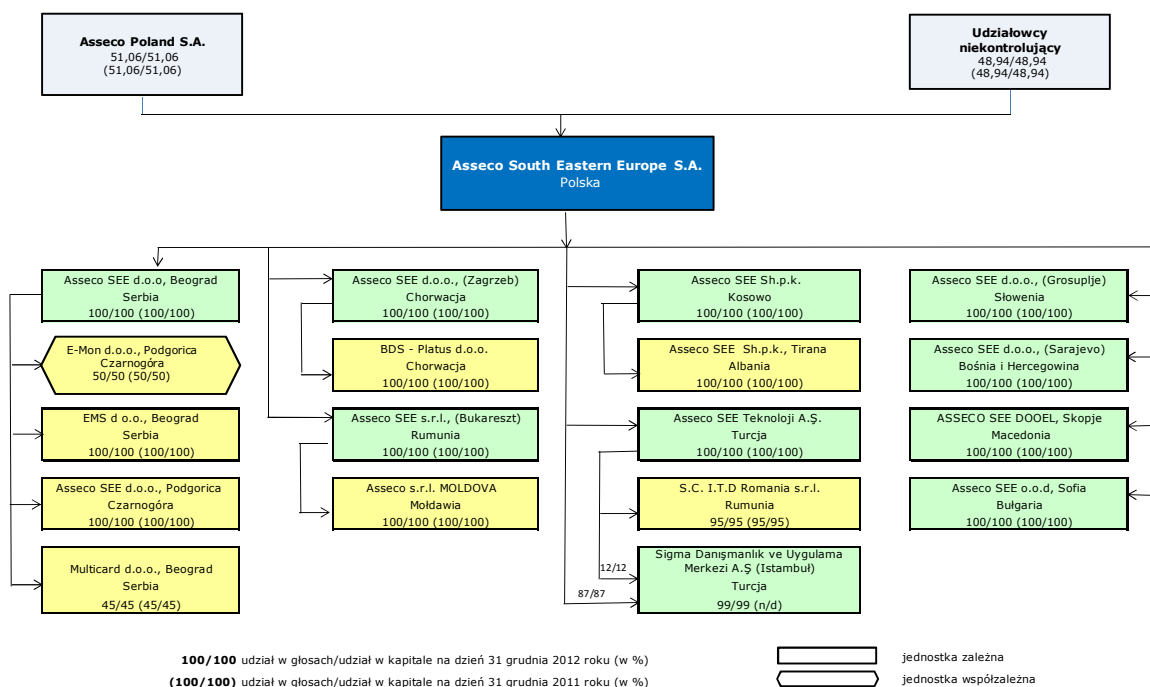 Asseco Poland S.A.
51,06/51,06
(51,06/51,06)
Udziałowcy
niekontrolujący
48,94/48,94
(48,94/48,94)
Asseco South Eastern Europe S.A.
Polska
Asseco SEE d.o.o, Beograd
Serbia
100/100 (100/100)
E-Mon d.o.o., Podgorica
Czarnogóra
50/50 (50/50)
EMS d o.o., Beograd
Serbia
100/100 (100/100)
Asseco SEE d.o.o., Podgorica
Czarnogóra
100/100 (100/100)
Multicard d.o.o., Beograd
Serbia
45/45 (45/45)
Asseco SEE d.o.o., (Zagrzeb)
Chorwacja
100/100 (100/100)
BDS - Platus d.o.o.
Chorwacja
100/100 (100/100)
Asseco SEE s.r.l., (Bukareszt)
Rumunia
100/100 (100/100)
Asseco s.r.l. MOLDOVA
Mołdawia
100/100 (100/100)
Asseco SEE Sh.p.k.
Kosowo
100/100 (100/100)
Asseco SEE Sh.p.k., Tirana
Albania
100/100 (100/100)
Asseco SEE Teknoloji A.Ş.
Turcja
100/100 (100/100)
S.C. I.T.D Romania s.r.l.
Rumunia
95/95 (95/95)
12/12
87/87
Sigma Danışmanlık ve Uygulama
Merkezi A.Ş (Istambuł)
Turcja
99/99 (n/d)
Asseco SEE d.o.o., (Grosuplje)
Słowenia
100/100 (100/100)
Asseco SEE d.o.o., (Sarajevo)
Bośnia i Hercegowina
100/100 (100/100)
ASSECO SEE DOOEL, Skopje
Macedonia
100/100 (100/100)
Asseco SEE o.o.d, Sofia
Bułgaria
100/100 (100/100)
100/100 udział w głosach/udział w kapitale na dzień 31 grudnia 2012 roku (w %)
(100/100) udział w głosach/udział w kapitale na dzień 31 grudnia 2011 roku (w %)
jednostka zależna
jednostka współzależna